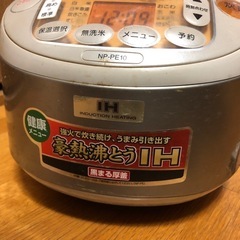 保温選択
無洗米
メニュー
予約
NP-PE10
IH
INDUCTION HEATING
健康
メニュー
強火で炊き続け、うまみ引き出す
豪熱沸とうIH
黒まる厚釜